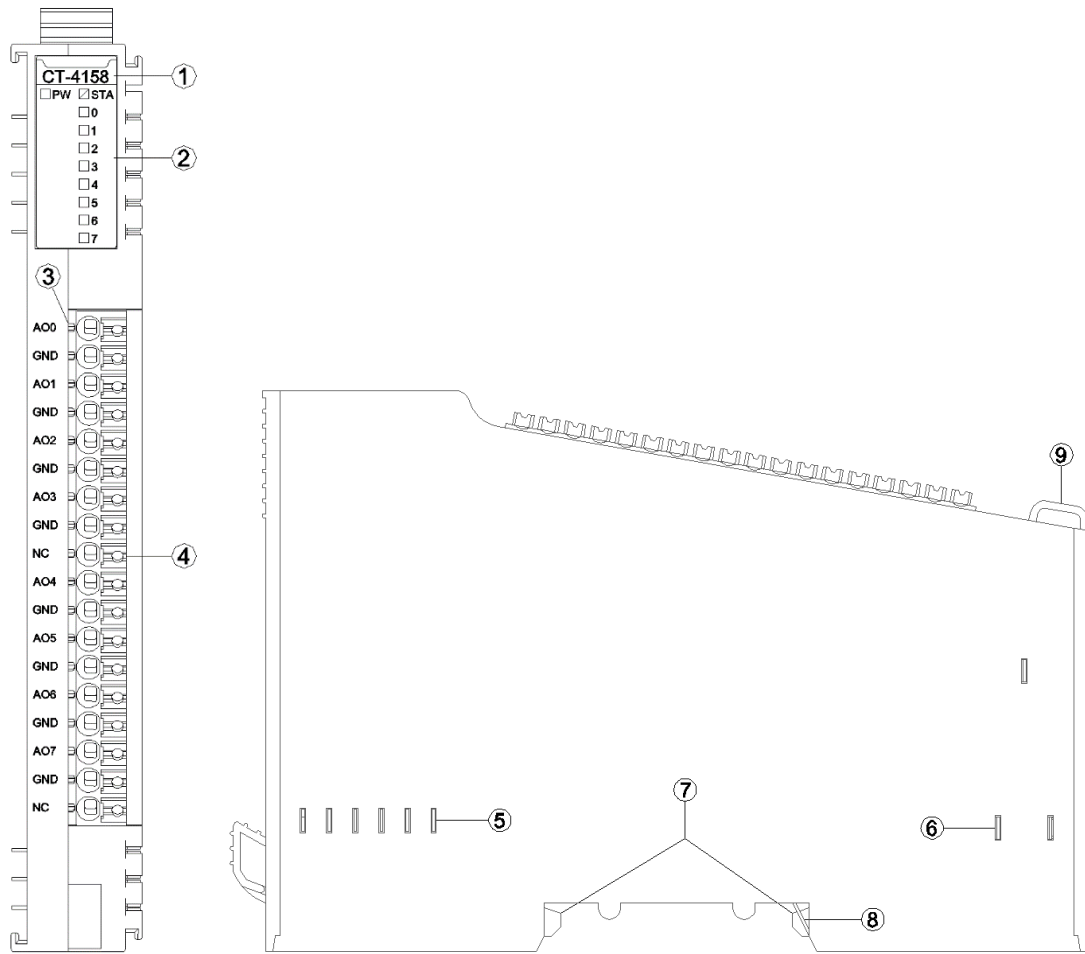 CT-4158
①
PW STA
0
1
②
2
3
4
5
6
7
③
AO0
GND
AO1
GND
AO2
GND
AO3
GND
NC
④
AO4
GND
AO5
GND
AO6
GND
AO7
GND
NC
⑨
⑦
⑤
⑥
⑧